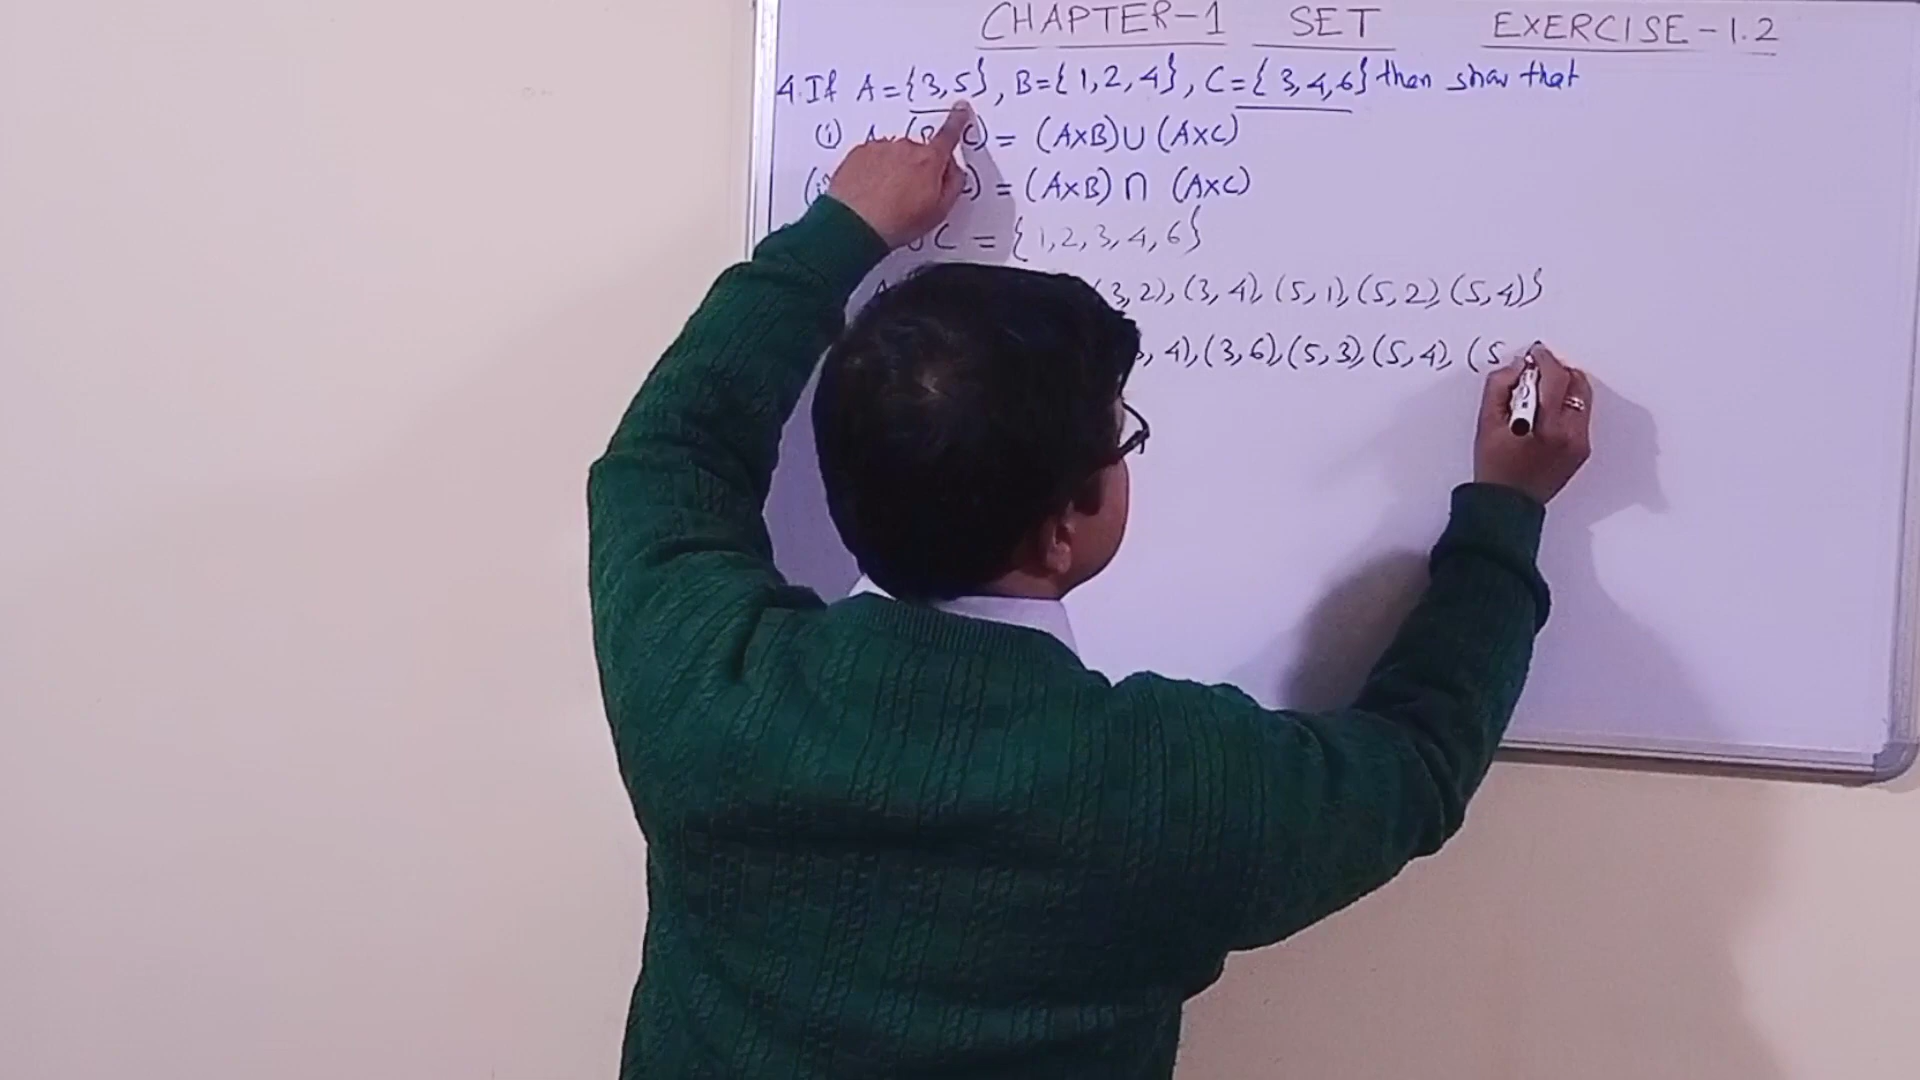 CHAPTER-1 SET EXERCISE-1.2
4. If A={3,5}, B={1,2,4}, C={3,4,6} then show that
(i) C) = (A×B)∪(A×C)
= (A×B)∩(A×C)
∪C = {1,2,3,4,6}
(3,2),(3,4),(5,1),(5,2),(5,4)}
4),(3,6),(5,3),(5,4),(5